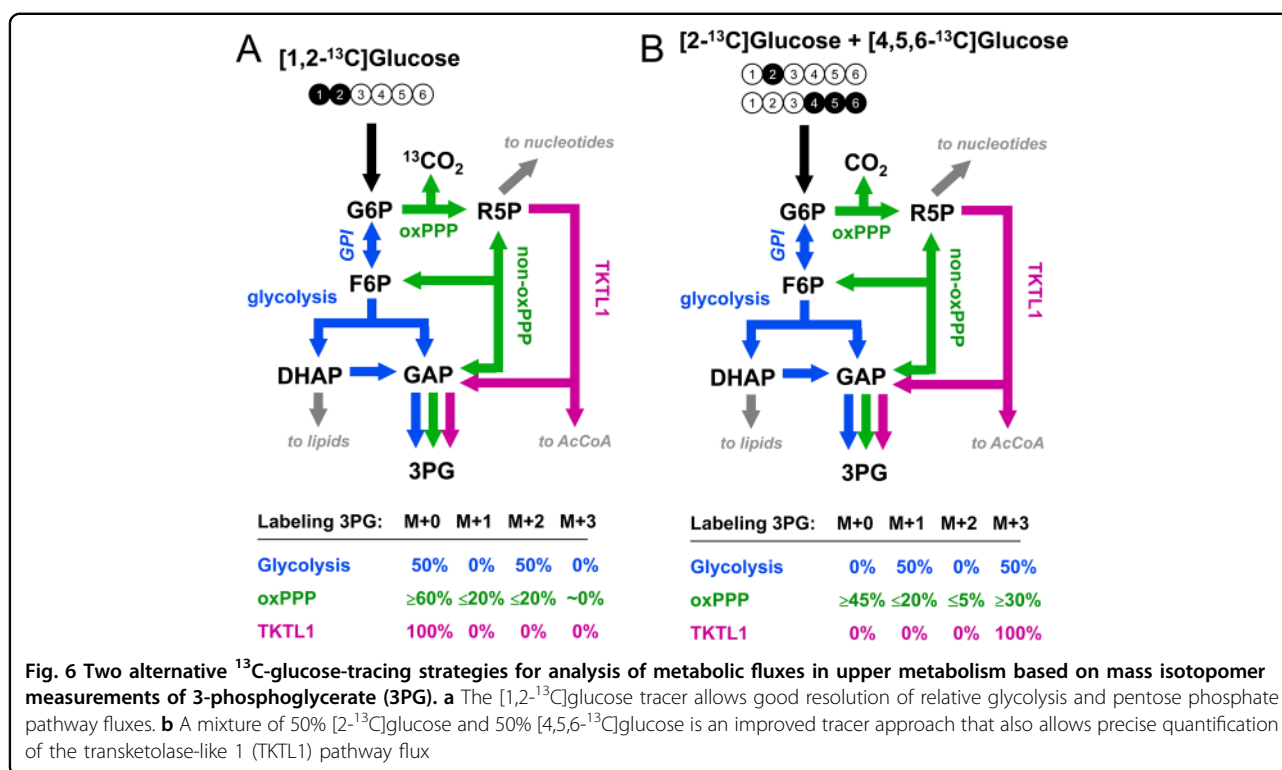 A
[1,2-¹³C]Glucose
1 2 3 4 5 6
¹³CO₂
to nucleotides
G6P
R5P
oxPPP
GPI
F6P
non-oxPPP
TKTL1
glycolysis
DHAP
GAP
to lipids
to AcCoA
3PG
Labeling 3PG: M+0 M+1 M+2 M+3
Glycolysis 50% 0% 50% 0%
oxPPP ≥60% ≤20% ≤20% ~0%
TKTL1 100% 0% 0% 0%
B
[2-¹³C]Glucose + [4,5,6-¹³C]Glucose
1 2 3 4 5 6
1 2 3 4 5 6
CO₂
to nucleotides
G6P
R5P
oxPPP
GPI
F6P
non-oxPPP
TKTL1
glycolysis
DHAP
GAP
to lipids
to AcCoA
3PG
Labeling 3PG: M+0 M+1 M+2 M+3
Glycolysis 0% 50% 0% 50%
oxPPP ≥45% ≤20% ≤5% ≥30%
TKTL1 0% 0% 0% 100%
Fig. 6 Two alternative ¹³C-glucose-tracing strategies for analysis of metabolic fluxes in upper metabolism based on mass isotopomer
measurements of 3-phosphoglycerate (3PG). a The [1,2-¹³C]glucose tracer allows good resolution of relative glycolysis and pentose phosphate
pathway fluxes. b A mixture of 50% [2-¹³C]glucose and 50% [4,5,6-¹³C]glucose is an improved tracer approach that also allows precise quantification
of the transketolase-like 1 (TKTL1) pathway flux